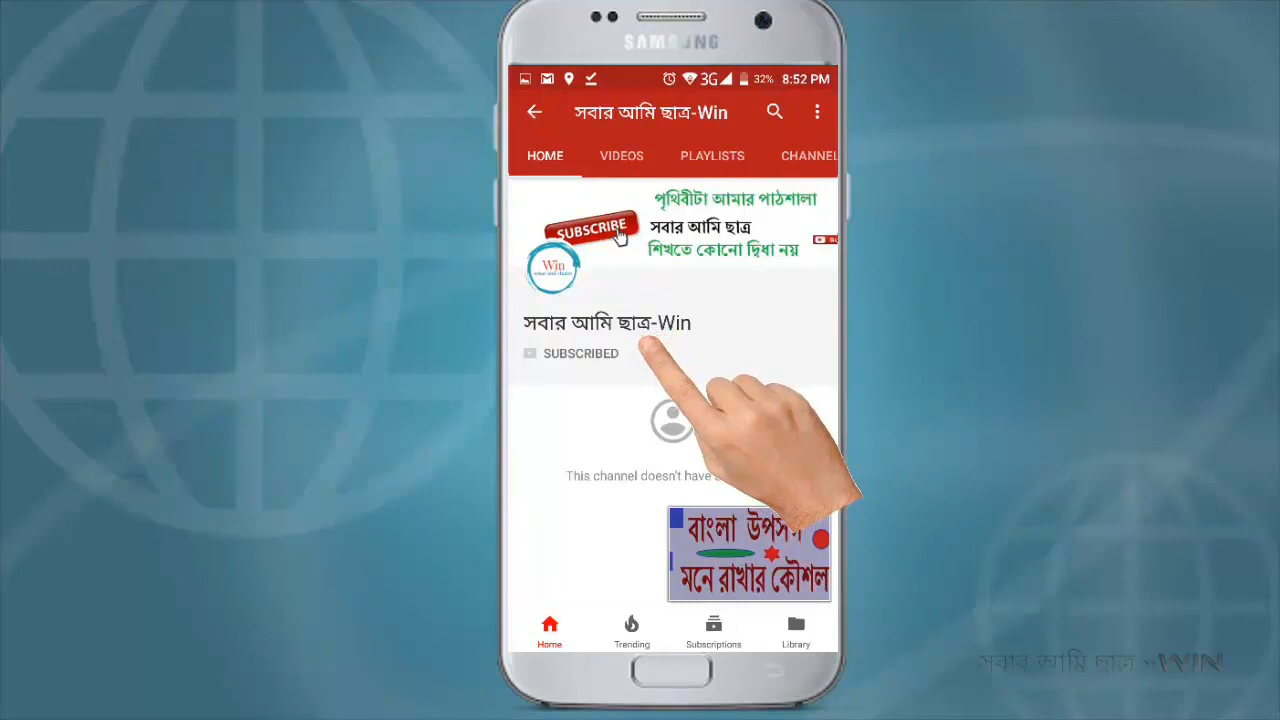 SAMSUNG
3G 32% 8:52 PM
সবার আমি ছাত্র-Win
HOME VIDEOS PLAYLISTS CHANNEL
পৃথিবীটা আমার পাঠশালা
SUBSCRIBE
সবার আমি ছাত্র
শিখতে কোনো দ্বিধা নয়
Win
সবার আমি ছাত্র-Win
SUBSCRIBED
This channel doesn't have
বাংলা উপসর্গ
মনে রাখার কৌশল
Home Trending Subscriptions Library
সবার আমি ছাত্র -WIN